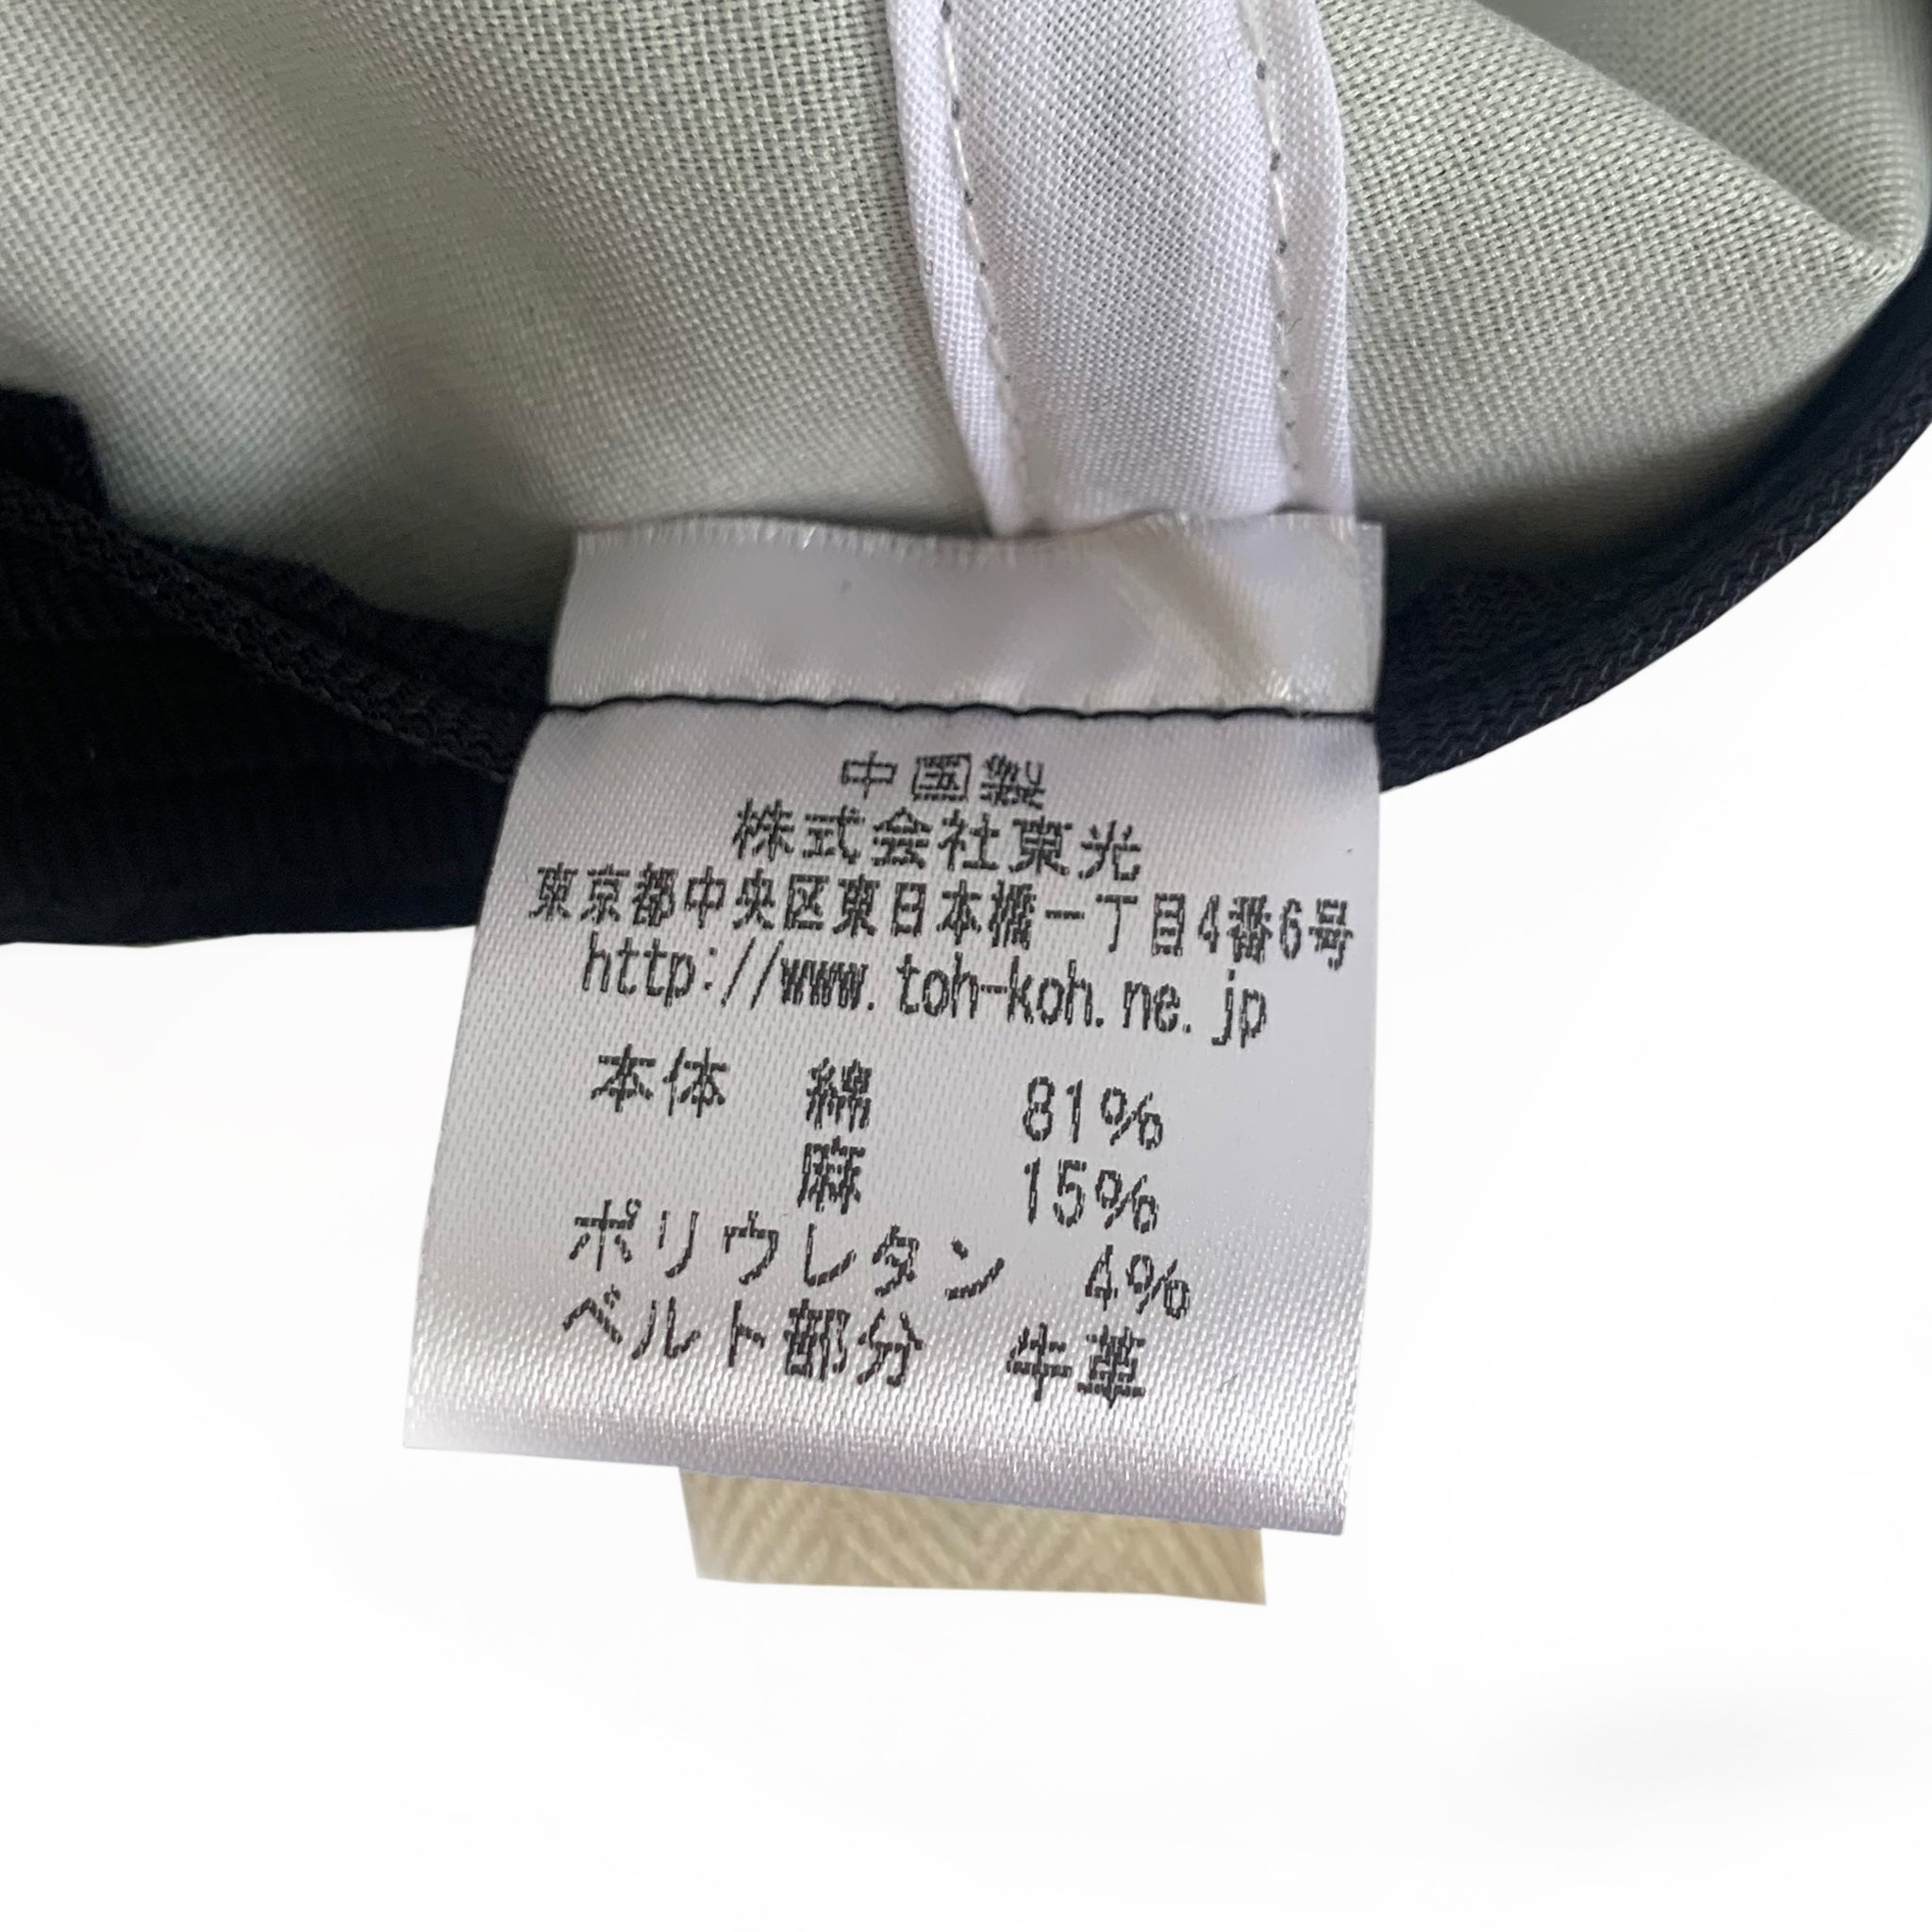 中国製
株式会社東光
東京都中央区東日本橋一丁目4番6号
http://www.toh-koh.ne.jp
本体 綿 81%
麻 15%
ポリウレタン 4%
ベルト部分 牛革